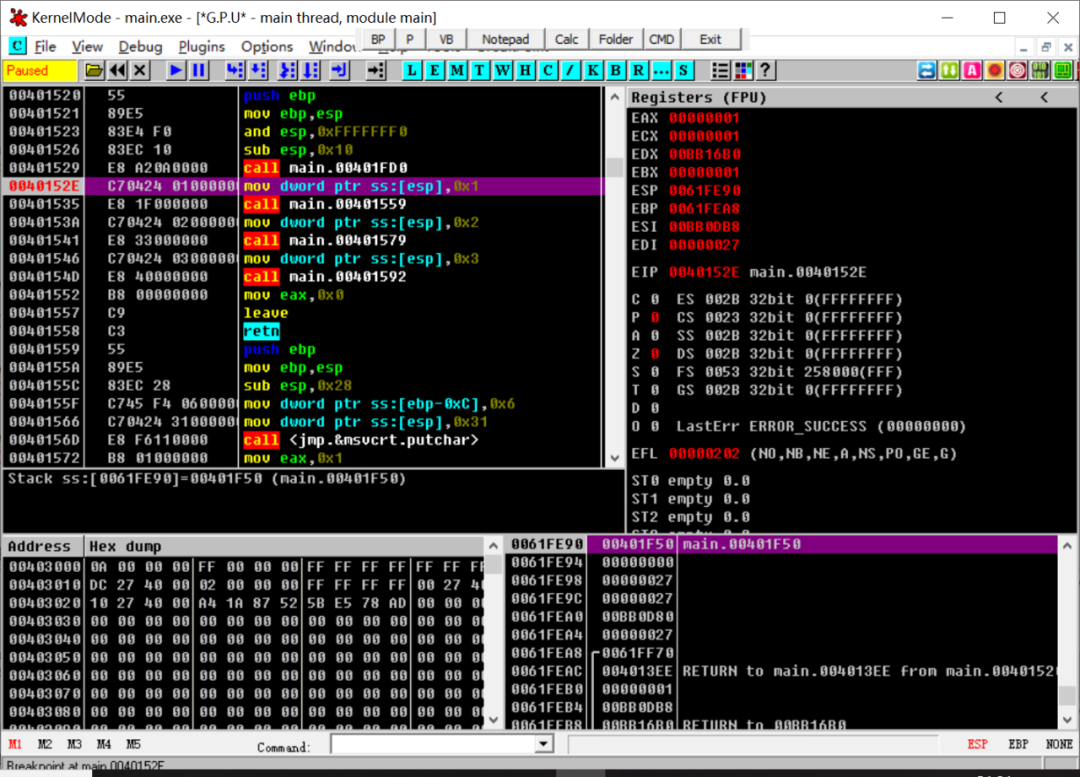 KernelMode - main.exe - [*G.P.U* - main thread, module main]
C File View Debug Plugins Options Window
BP P VB Notepad Calc Folder CMD Exit
Paused L E M T W H C / K B R ... S ?
00401520 55 push ebp
00401521 89E5 mov ebp,esp
00401523 83E4 F0 and esp,0xFFFFFFF0
00401526 83EC 10 sub esp,0x10
00401529 E8 A20A0000 call main.00401FD0
0040152E C70424 0100000 mov dword ptr ss:[esp],0x1
00401535 E8 1F000000 call main.00401559
0040153A C70424 0200000 mov dword ptr ss:[esp],0x2
00401541 E8 33000000 call main.00401579
00401546 C70424 0300000 mov dword ptr ss:[esp],0x3
0040154D E8 40000000 call main.00401592
00401552 B8 00000000 mov eax,0x0
00401557 C9 leave
00401558 C3 retn
00401559 55 push ebp
0040155A 89E5 mov ebp,esp
0040155C 83EC 28 sub esp,0x28
0040155F C745 F4 060000 mov dword ptr ss:[ebp-0xC],0x6
00401566 C70424 3100000 mov dword ptr ss:[esp],0x31
0040156D E8 F6110000 call <jmp.&msvcrt.putchar>
00401572 B8 01000000 mov eax,0x1
Stack ss:[0061FE90]=00401F50 (main.00401F50)
Registers (FPU) < <
EAX 00000001
ECX 00000001
EDX 00BB16B0
EBX 00000001
ESP 0061FE90
EBP 0061FEA8
ESI 00BB0DB8
EDI 00000027
EIP 0040152E main.0040152E
C 0 ES 002B 32bit 0(FFFFFFFF)
P 0 CS 0023 32bit 0(FFFFFFFF)
A 0 SS 002B 32bit 0(FFFFFFFF)
Z 0 DS 002B 32bit 0(FFFFFFFF)
S 0 FS 0053 32bit 258000(FFF)
T 0 GS 002B 32bit 0(FFFFFFFF)
D 0
O 0 LastErr ERROR_SUCCESS (00000000)
EFL 00000202 (NO,NB,NE,A,NS,PO,GE,G)
ST0 empty 0.0
ST1 empty 0.0
ST2 empty 0.0
Address Hex dump
00403000 0A 00 00 00 FF 00 00 00 FF FF FF FF FF FF FF
00403010 DC 27 40 00 02 00 00 00 FF FF FF FF 00 27 4
00403020 10 27 40 00 A4 1A 87 52 5B E5 78 AD 00 00 0
00403030 00 00 00 00 00 00 00 00 00 00 00 00 00 00 0
00403040 00 00 00 00 00 00 00 00 00 00 00 00 00 00 0
00403050 00 00 00 00 00 00 00 00 00 00 00 00 00 00 0
00403060 00 00 00 00 00 00 00 00 00 00 00 00 00 00 0
00403070 00 00 00 00 00 00 00 00 00 00 00 00 00 00 0
00403080 00 00 00 00 00 00 00 00 00 00 00 00 00 00 0
0061FE90 00401F50 main.00401F50
0061FE94 00000000
0061FE98 00000027
0061FE9C 00000027
0061FEA0 00BB0D80
0061FEA4 00000027
0061FEA8 0061FF70
0061FEAC 004013EE RETURN to main.004013EE from main.0040152
0061FEB0 00000001
0061FEB4 00BB0DB8
0061FEB8 00BB16B0 RETURN to 00BB16B0
M1 M2 M3 M4 M5 Command: ESP EBP NONE
Breakpoint at main.0040152E